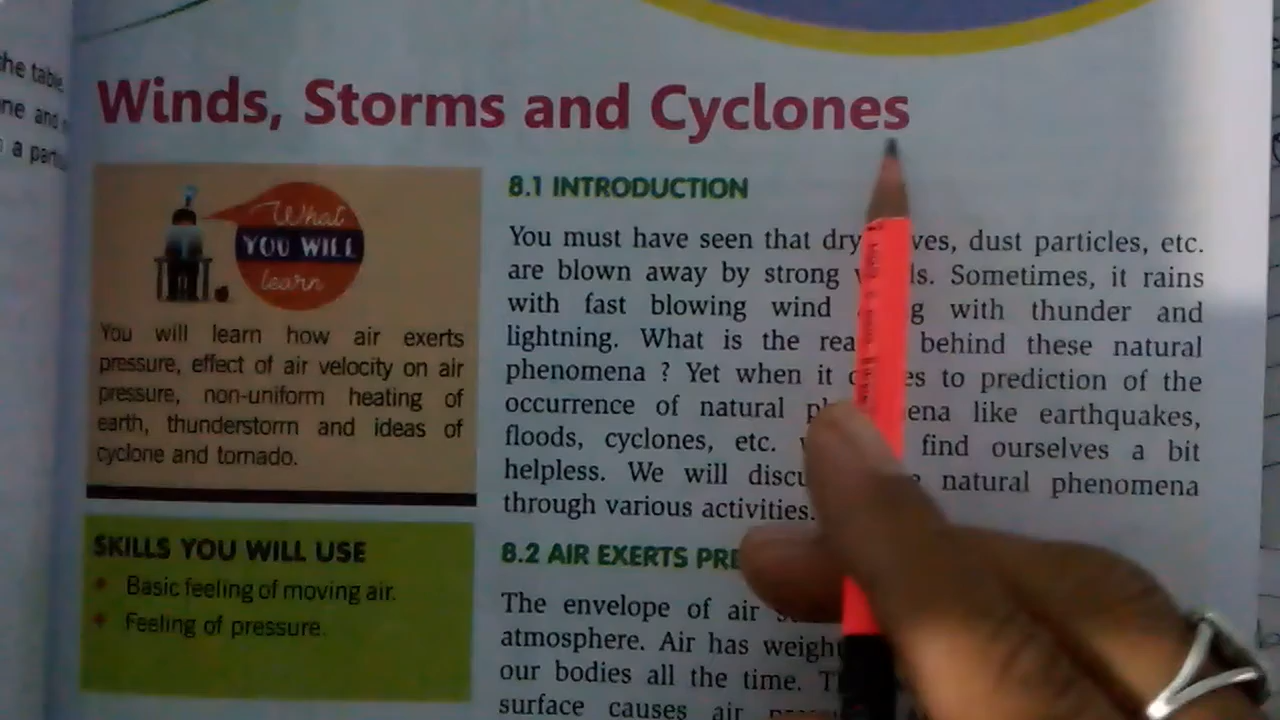 the table
and
a
Winds, Storms and Cyclones
What
YOU WILL
learn
You will learn how air exerts
pressure, effect of air velocity on air
pressure, non-uniform heating of
earth, thunderstorm and ideas of
cyclone and tornado.
SKILLS YOU WILL USE
• Basic feeling of moving air.
• Feeling of pressure.
8.1 INTRODUCTION
You must have seen that dry ves, dust particles, etc.
are blown away by strong ds. Sometimes, it rains
with fast blowing wind g with thunder and
lightning. What is the rea behind these natural
phenomena ? Yet when it es to prediction of the
occurrence of natural ph ena like earthquakes,
floods, cyclones, etc. find ourselves a bit
helpless. We will discu natural phenomena
through various activities.
8.2 AIR EXERTS PRE
The envelope of air
atmosphere. Air has weight
our bodies all the time.
surface causes air